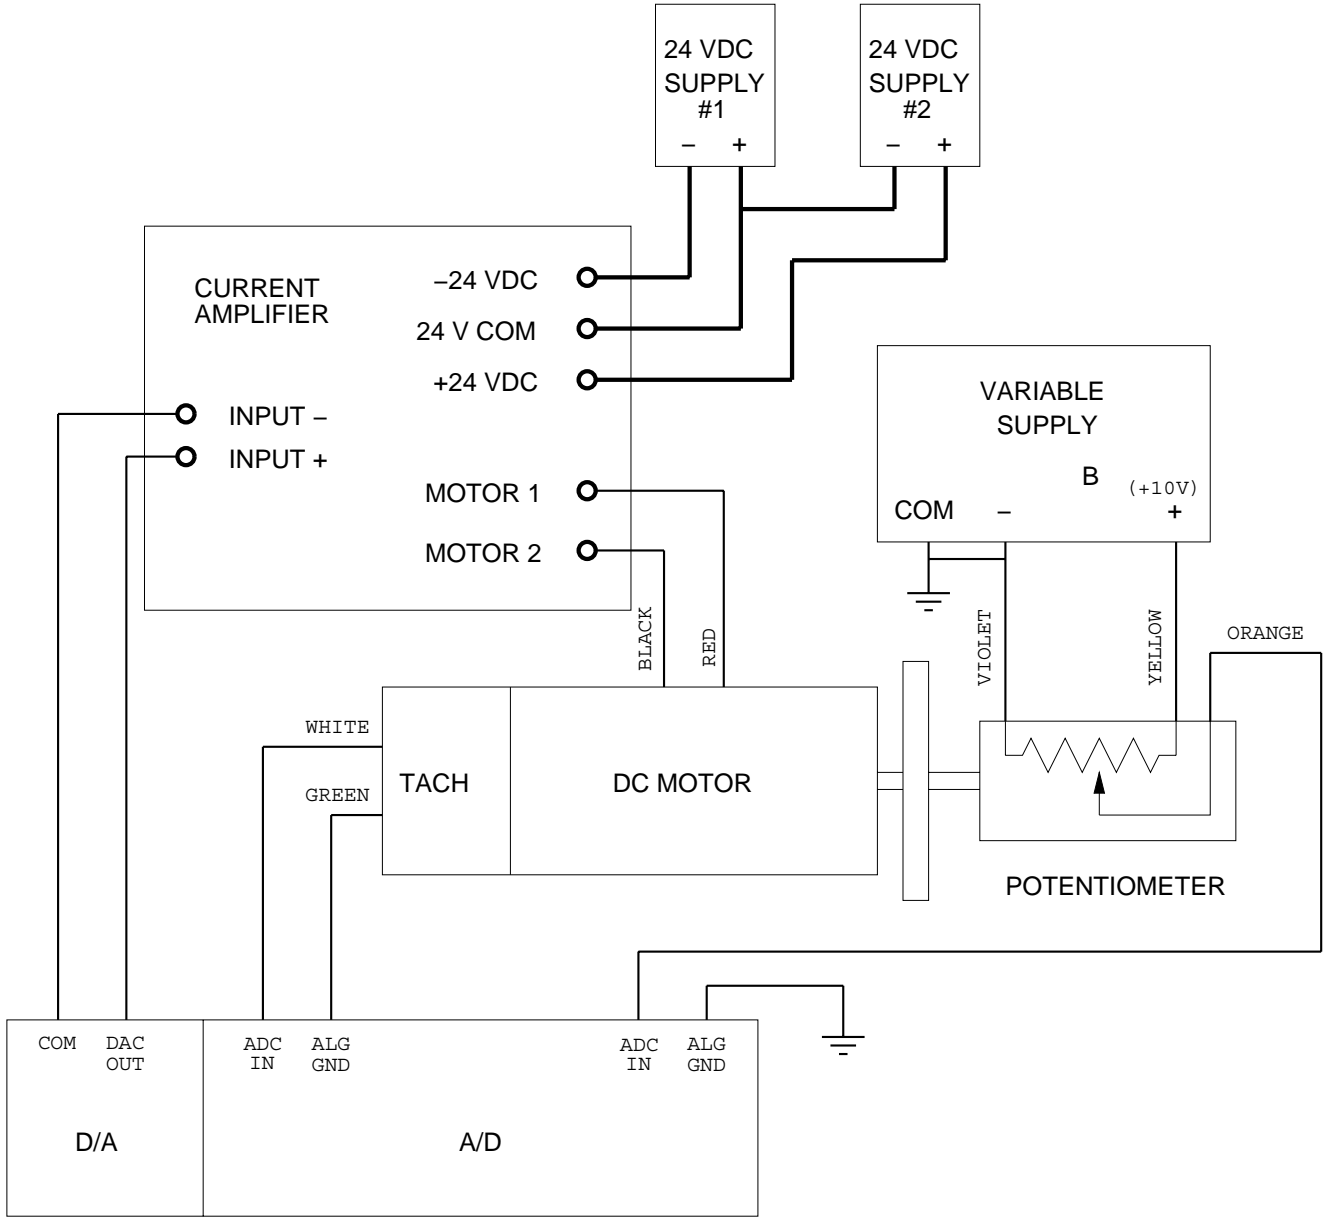 24 VDC
SUPPLY
#1
– +
24 VDC
SUPPLY
#2
– +
CURRENT
AMPLIFIER
–24 VDC
24 V COM
+24 VDC
INPUT –
INPUT +
MOTOR 1
MOTOR 2
VARIABLE
SUPPLY
B
(+10V)
COM – +
BLACK
RED
VIOLET
YELLOW
ORANGE
WHITE
GREEN
TACH
DC MOTOR
POTENTIOMETER
COM
DAC
OUT
ADC
IN
ALG
GND
ADC
IN
ALG
GND
D/A
A/D